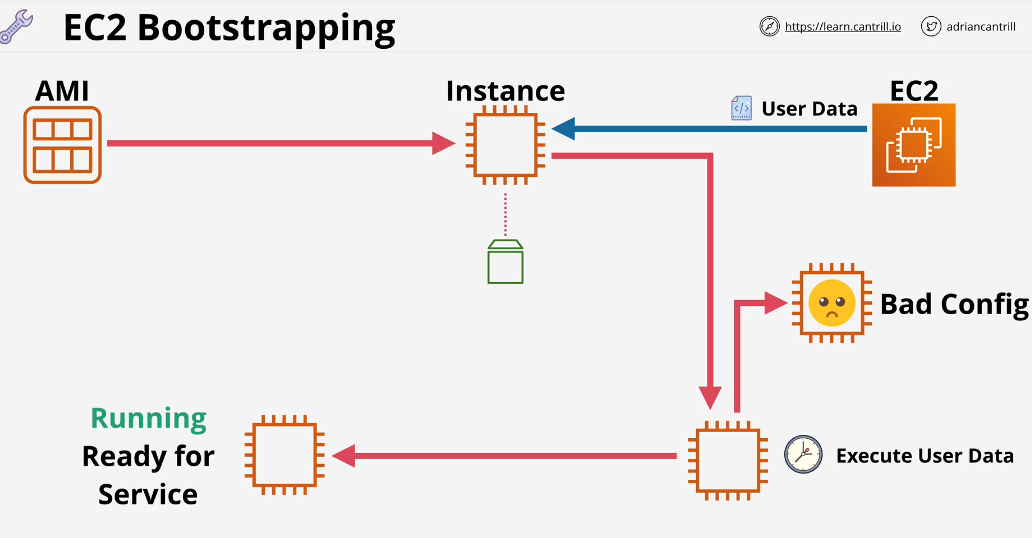 EC2 Bootstrapping
https://learn.cantrill.io
adriancantrill
AMI
Instance
EC2
</> User Data
Bad Config
Running
Ready for
Service
Execute User Data